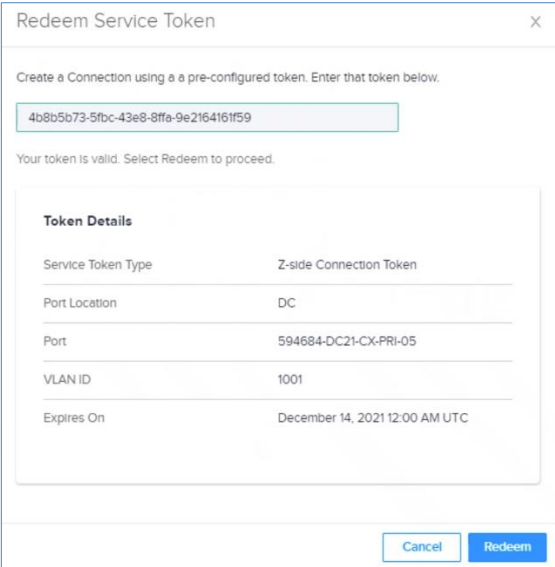 Redeem Service Token X
Create a Connection using a a pre-configured token. Enter that token below.
4b8b5b73-5fbc-43e8-8ffa-9e2164161f59
Your token is valid. Select Redeem to proceed.
Token Details
Service Token Type Z-side Connection Token
Port Location DC
Port 594684-DC21-CX-PRI-05
VLAN ID 1001
Expires On December 14, 2021 12:00 AM UTC
Cancel Redeem